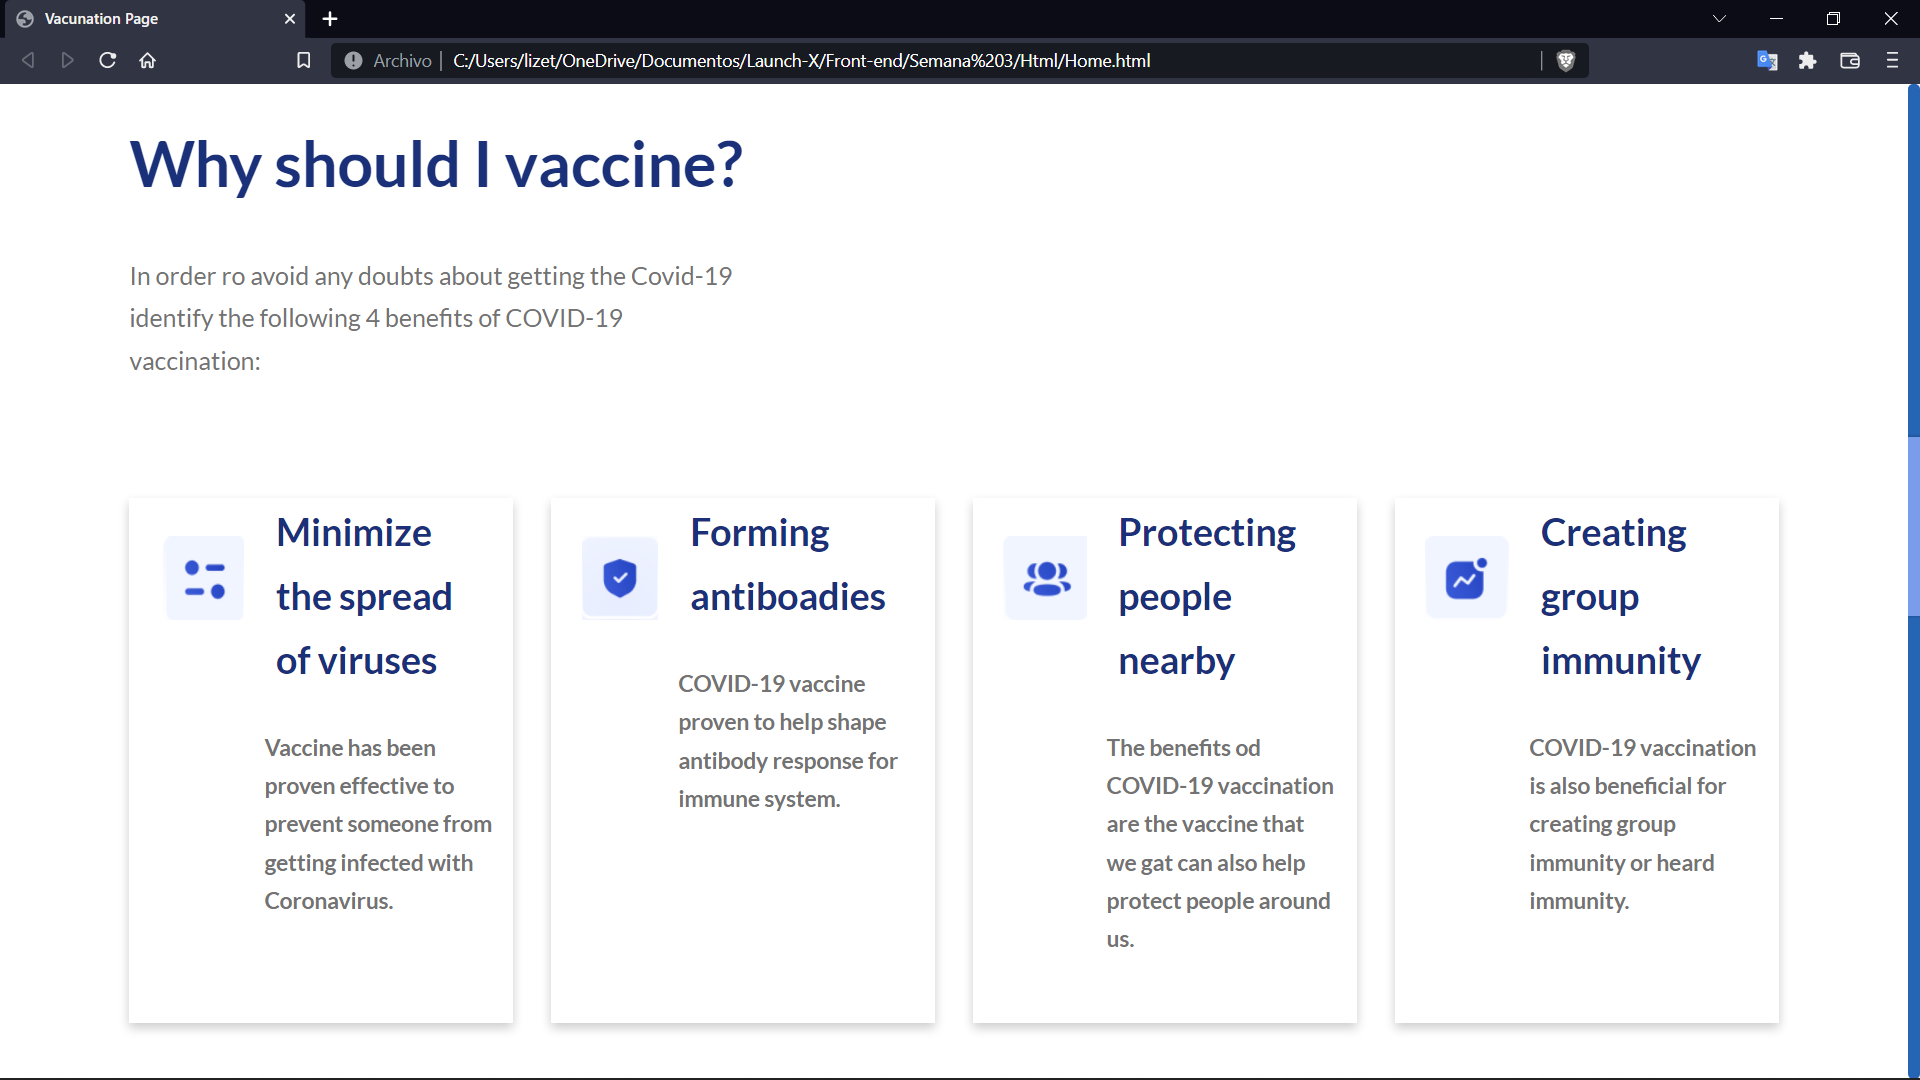 Vacunation Page
Archivo
C:/Users/lizet/OneDrive/Documentos/Launch-X/Front-end/Semana%203/Html/Home.html
Why should I vaccine?
In order ro avoid any doubts about getting the Covid-19
identify the following 4 benefits of COVID-19
vaccination:
Minimize
the spread
of viruses
Vaccine has been
proven effective to
prevent someone from
getting infected with
Coronavirus.
Forming
antiboadies
COVID-19 vaccine
proven to help shape
antibody response for
immune system.
Protecting
people
nearby
The benefits od
COVID-19 vaccination
are the vaccine that
we gat can also help
protect people around
us.
Creating
group
immunity
COVID-19 vaccination
is also beneficial for
creating group
immunity or heard
immunity.